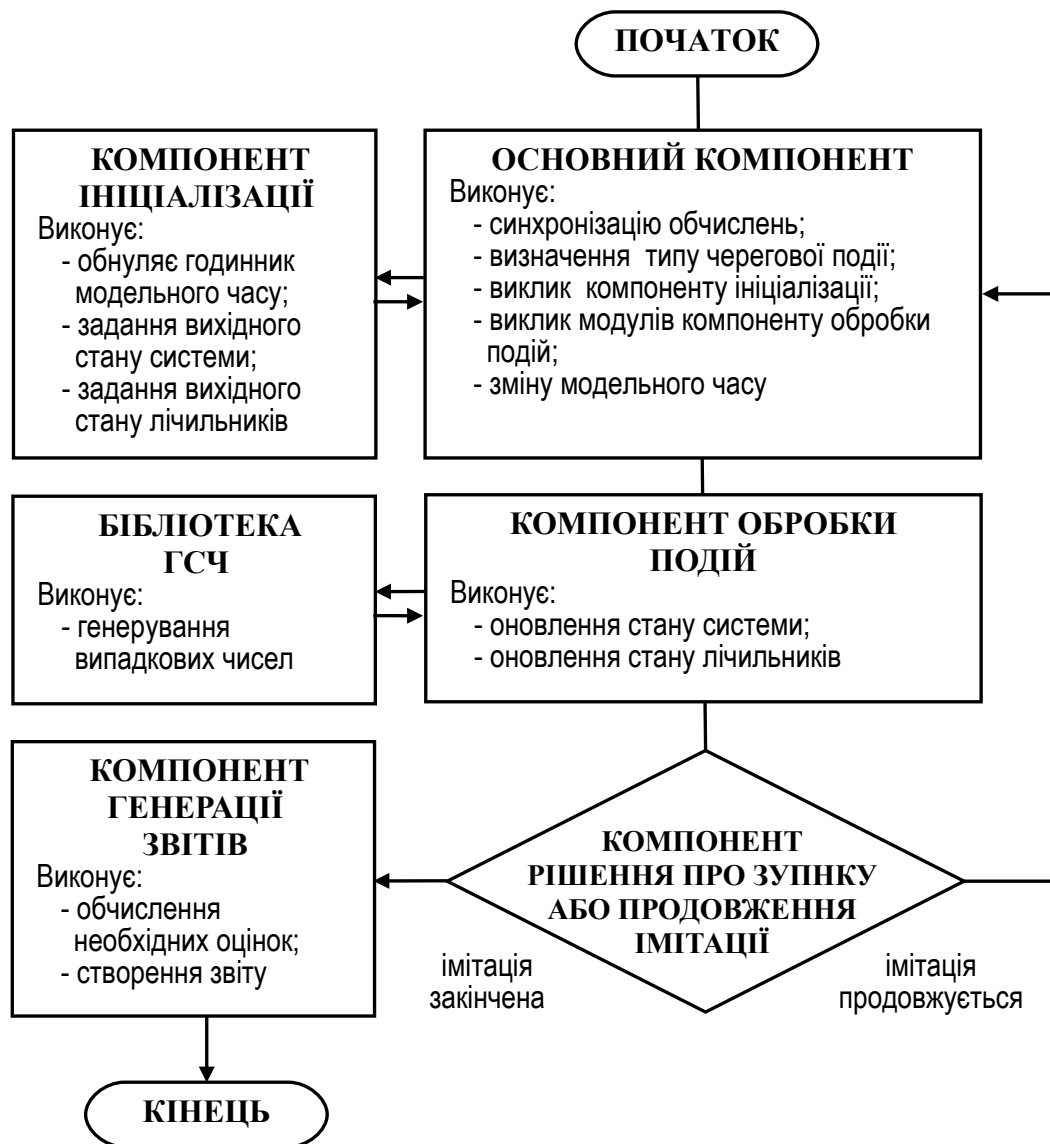 ПОЧАТОК
КОМПОНЕНТ
ІНІЦІАЛІЗАЦІЇ
Виконує:
- обнуляє годинник
модельного часу;
- задання вихідного
стану системи;
- задання вихідного
стану лічильників
ОСНОВНИЙ КОМПОНЕНТ
Виконує:
- синхронізацію обчислень;
- визначення типу черегової події;
- виклик компоненту ініціалізації;
- виклик модулів компоненту обробки
подій;
- зміну модельного часу
БІБЛІОТЕКА
ГСЧ
Виконує:
- генерування
випадкових чисел
КОМПОНЕНТ ОБРОБКИ
ПОДІЙ
Виконує:
- оновлення стану системи;
- оновлення стану лічильників
КОМПОНЕНТ
ГЕНЕРАЦІЇ
ЗВІТІВ
Виконує:
- обчислення
необхідних оцінок;
- створення звіту
КОМПОНЕНТ
РІШЕННЯ ПРО ЗУПНКУ
АБО ПРОДОВЖЕННЯ
ІМІТАЦІЇ
імітація
закінчена
імітація
продовжується
КІНЕЦЬ